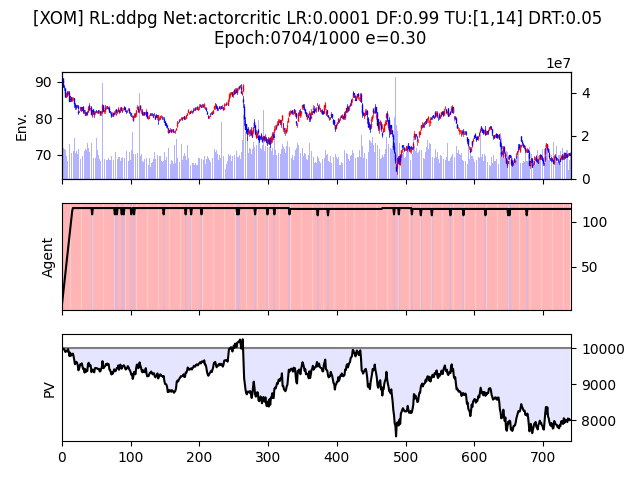 [XOM] RL:ddpg Net:actorcritic LR:0.0001 DF:0.99 TU:[1,14] DRT:0.05
Epoch:0704/1000 e=0.30
1e7
Env.
90
80
70
4
2
0
Agent
100
50
PV
10000
9000
8000
0 100 200 300 400 500 600 700